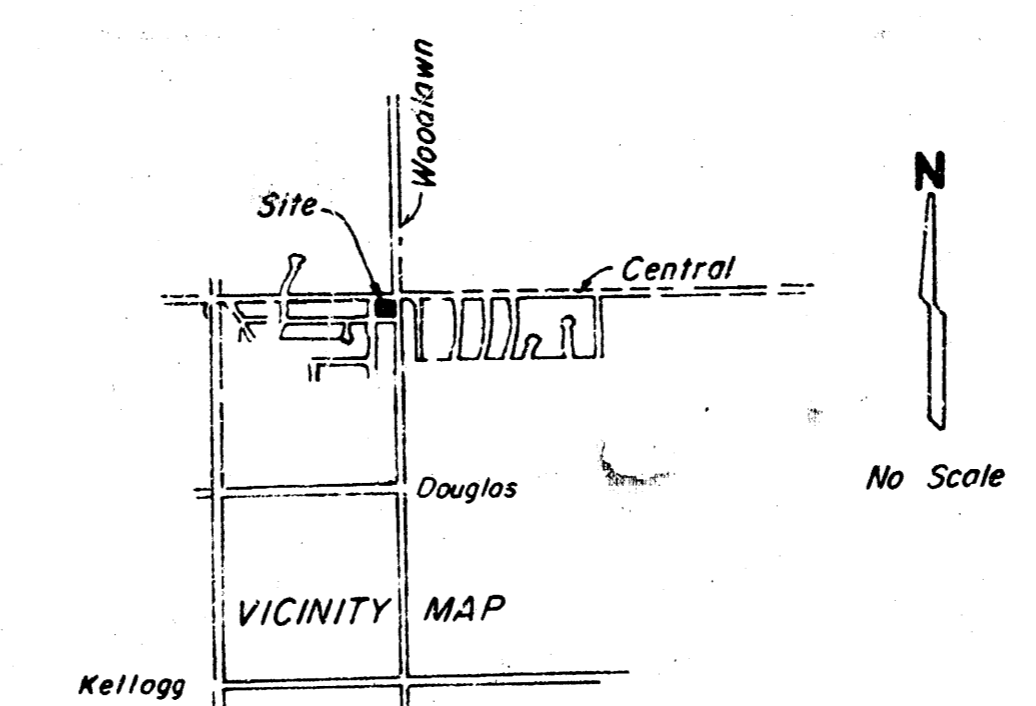 Woodlawn
N
Site
Central
No Scale
Douglas
VICINITY MAP
Kellogg